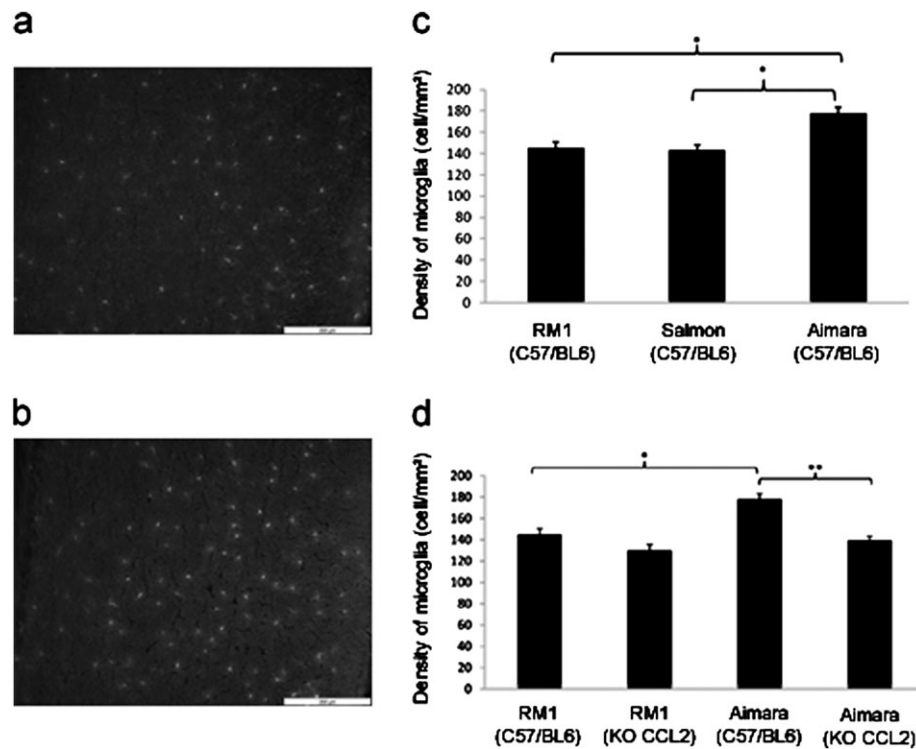 a
c
Density of microglia (cell/mm²)
200
180
160
140
120
100
80
60
40
20
0
*
*
RM1
(C57/BL6)
Salmon
(C57/BL6)
Aimara
(C57/BL6)
b
d
Density of microglia (cell/mm²)
200
180
160
140
120
100
80
60
40
20
0
*
**
RM1
(C57/BL6)
RM1
(KO CCL2)
Aimara
(C57/BL6)
Aimara
(KO CCL2)